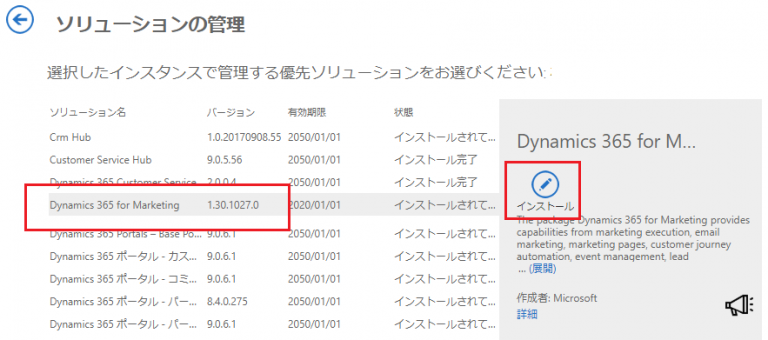 ソリューションの管理
選択したインスタンスで管理する優先ソリューションをお選びください:
ソリューション名 バージョン 有効期限 状態
Crm Hub 1.0.20170908.55 2050/01/01 インストールされて...
Customer Service Hub 9.0.5.56 2050/01/01 インストール完了
Dynamics 365 Customer Service 2.0.0.4 2050/01/01 インストール完了
Dynamics 365 for Marketing 1.30.1027.0 2020/01/01 インストールされて...
Dynamics 365 Portals – Base Po... 9.0.6.1 2050/01/01 インストールされて...
Dynamics 365 ポータル - カス... 9.0.6.1 2050/01/01 インストールされて...
Dynamics 365 ポータル - コミ... 9.0.6.1 2050/01/01 インストールされて...
Dynamics 365 ポータル - パー... 8.4.0.275 2050/01/01 インストールされて...
Dynamics 365 ポータル - パー... 9.0.6.1 2050/01/01 インストールされて...
Dynamics 365 for M...
インストール
The package Dynamics 365 for Marketing provides
capabilities from marketing execution, email
marketing, marketing pages, customer journey
automation, event management, lead
... (展開)
作成者: Microsoft
詳細